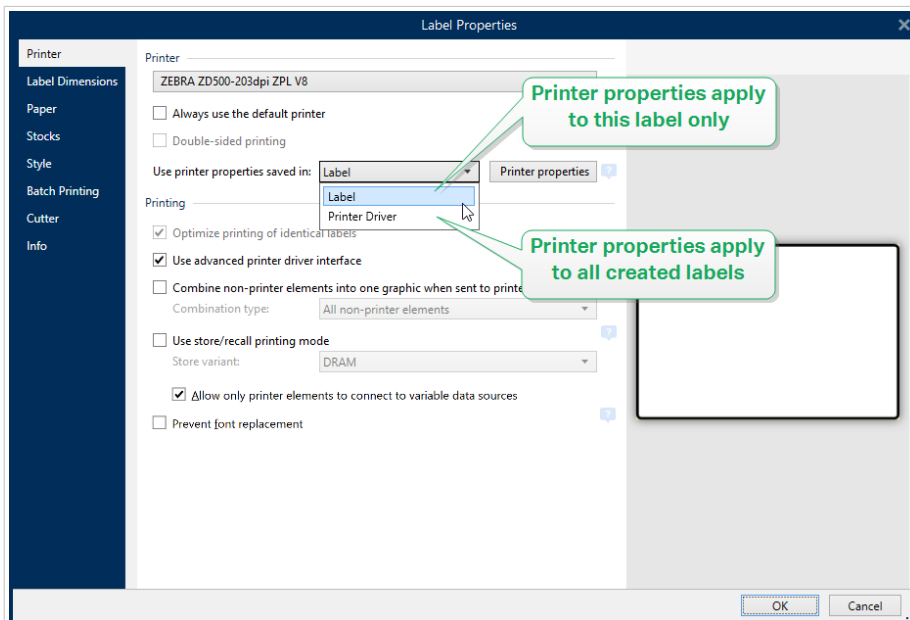 Label Properties
Printer
Label Dimensions
Paper
Stocks
Style
Batch Printing
Cutter
Info
Printer
ZEBRA ZD500-203dpi ZPL V8
Always use the default printer
Double-sided printing
Use printer properties saved in:
Label
Printer properties
?
Label
Printer Driver
Printer properties apply
to this label only
Printer properties apply
to all created labels
Printing
Optimize printing of identical labels
Use advanced printer driver interface
Combine non-printer elements into one graphic when sent to printe
Combination type:
All non-printer elements
Use store/recall printing mode
?
Store variant:
DRAM
Allow only printer elements to connect to variable data sources
Prevent font replacement
?
OK
Cancel